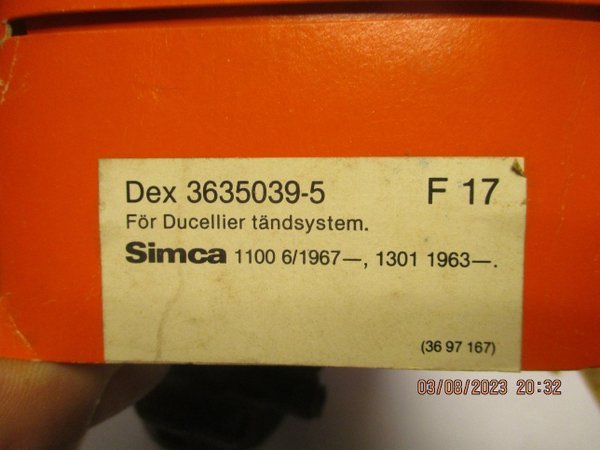 Dex 3635039-5 F 17
För Ducellier tändsystem.
Simca 1100 6/1967—, 1301 1963—.
(36 97 167)
03/08/2023 20:32